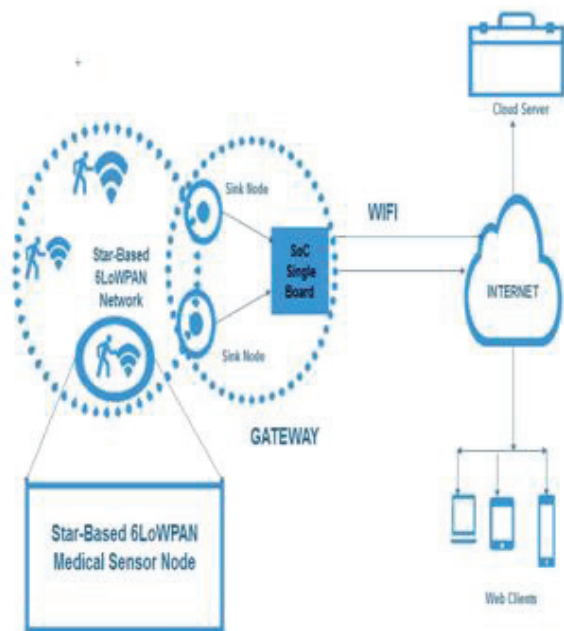 Cloud Server
Sink Node
WIFI
Star-Based
6LoWPAN
Network
SoC
Single
Board
INTERNET
Sink Node
GATEWAY
Star-Based 6LoWPAN
Medical Sensor Node
Web Clients